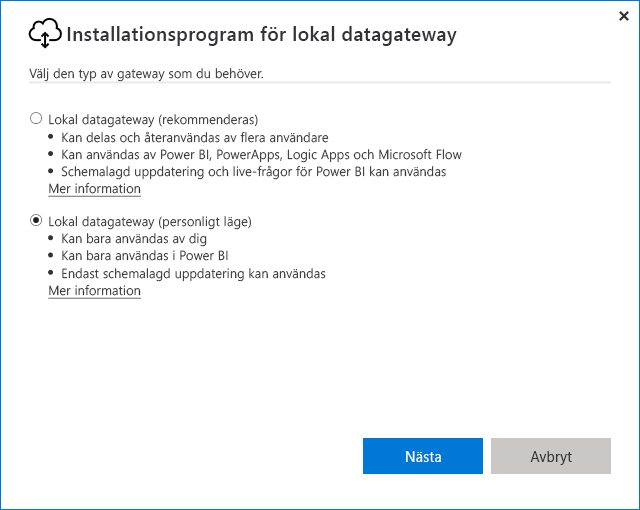 Installationsprogram för lokal datagateway
Välj den typ av gateway som du behöver.
Lokal datagateway (rekommenderas)
• Kan delas och återanvändas av flera användare
• Kan användas av Power BI, PowerApps, Logic Apps och Microsoft Flow
• Schemalagd uppdatering och live-frågor för Power BI kan användas
Mer information
Lokal datagateway (personligt läge)
• Kan bara användas av dig
• Kan bara användas i Power BI
• Endast schemalagd uppdatering kan användas
Mer information
Nästa
Avbryt